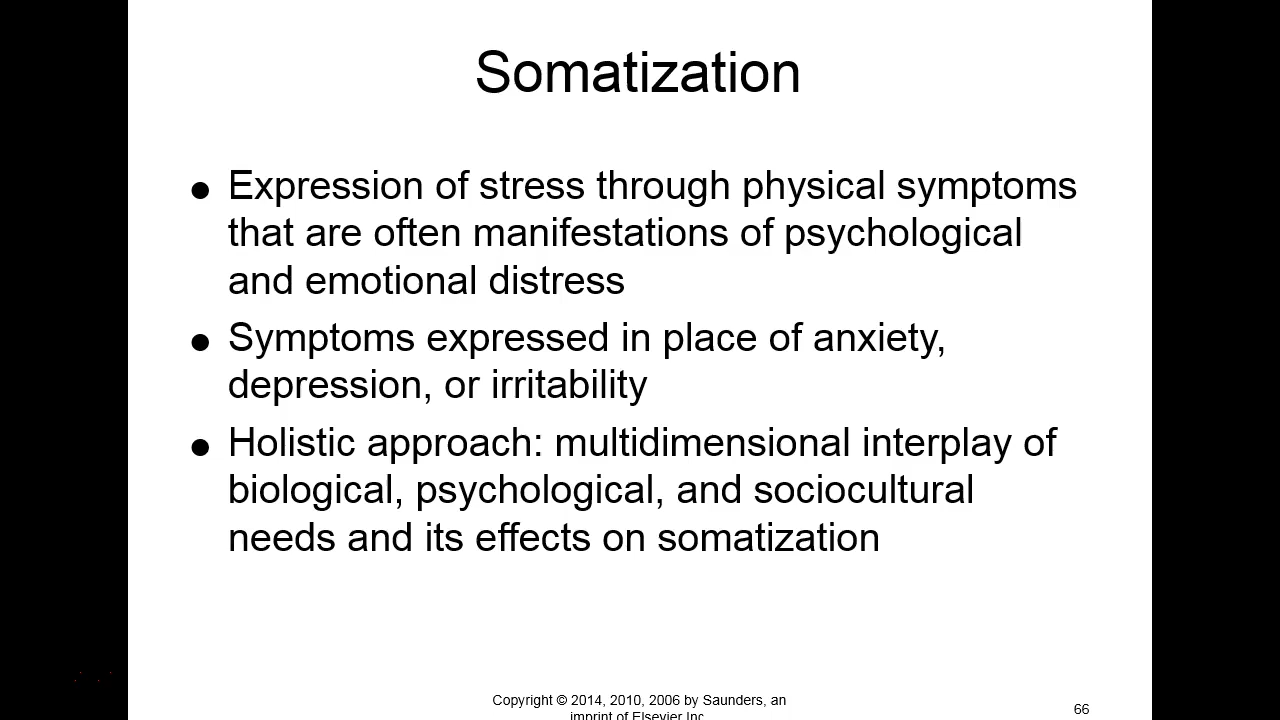 Somatization
● Expression of stress through physical symptoms
that are often manifestations of psychological
and emotional distress
● Symptoms expressed in place of anxiety,
depression, or irritability
● Holistic approach: multidimensional interplay of
biological, psychological, and sociocultural
needs and its effects on somatization
Copyright © 2014, 2010, 2006 by Saunders, an
imprint of Elsevier Inc
66